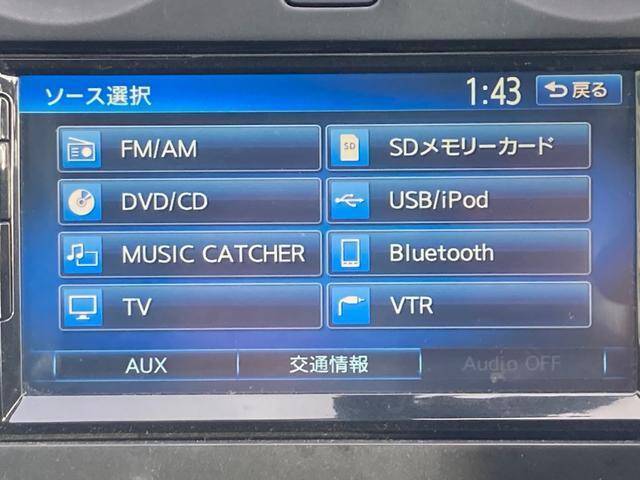 ソース選択 1:43 戻る
FM/AM SD SDメモリーカード
DVD/CD USB/iPod
MUSIC CATCHER Bluetooth
TV VTR
AUX 交通情報 Audio OFF